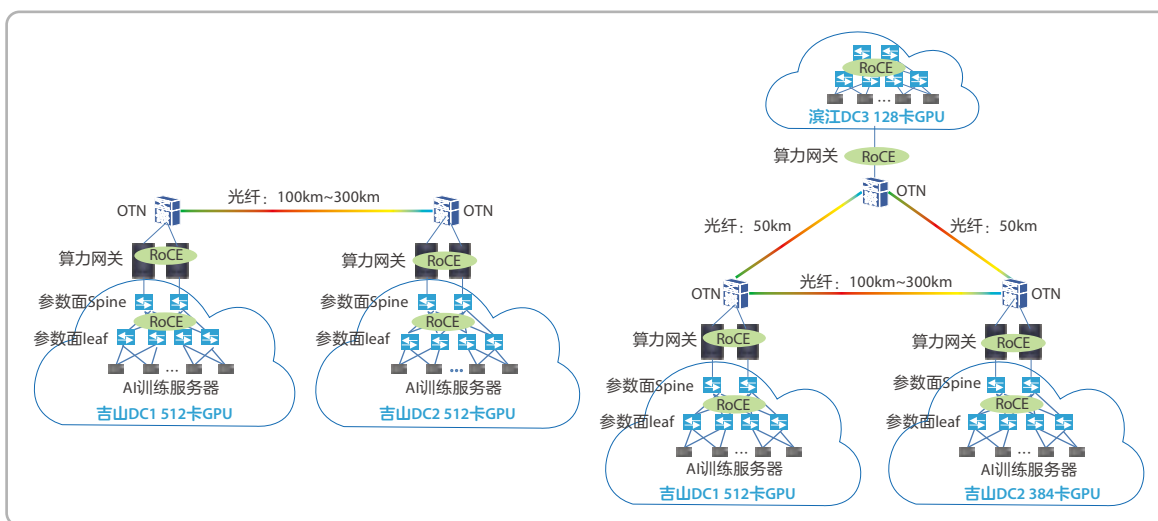 光纤：100km~300km
OTN
OTN
算力网关
RoCE
算力网关
RoCE
参数面Spine
参数面Spine
RoCE
RoCE
参数面leaf
参数面leaf
...
...
AI训练服务器
AI训练服务器
吉山DC1 512卡GPU
吉山DC2 512卡GPU
RoCE
...
滨江DC3 128卡GPU
算力网关
RoCE
OTN
光纤：50km
光纤：50km
光纤：100km~300km
OTN
OTN
算力网关
RoCE
算力网关
RoCE
参数面Spine
参数面Spine
RoCE
RoCE
参数面leaf
参数面leaf
...
...
AI训练服务器
AI训练服务器
吉山DC1 512卡GPU
吉山DC2 384卡GPU